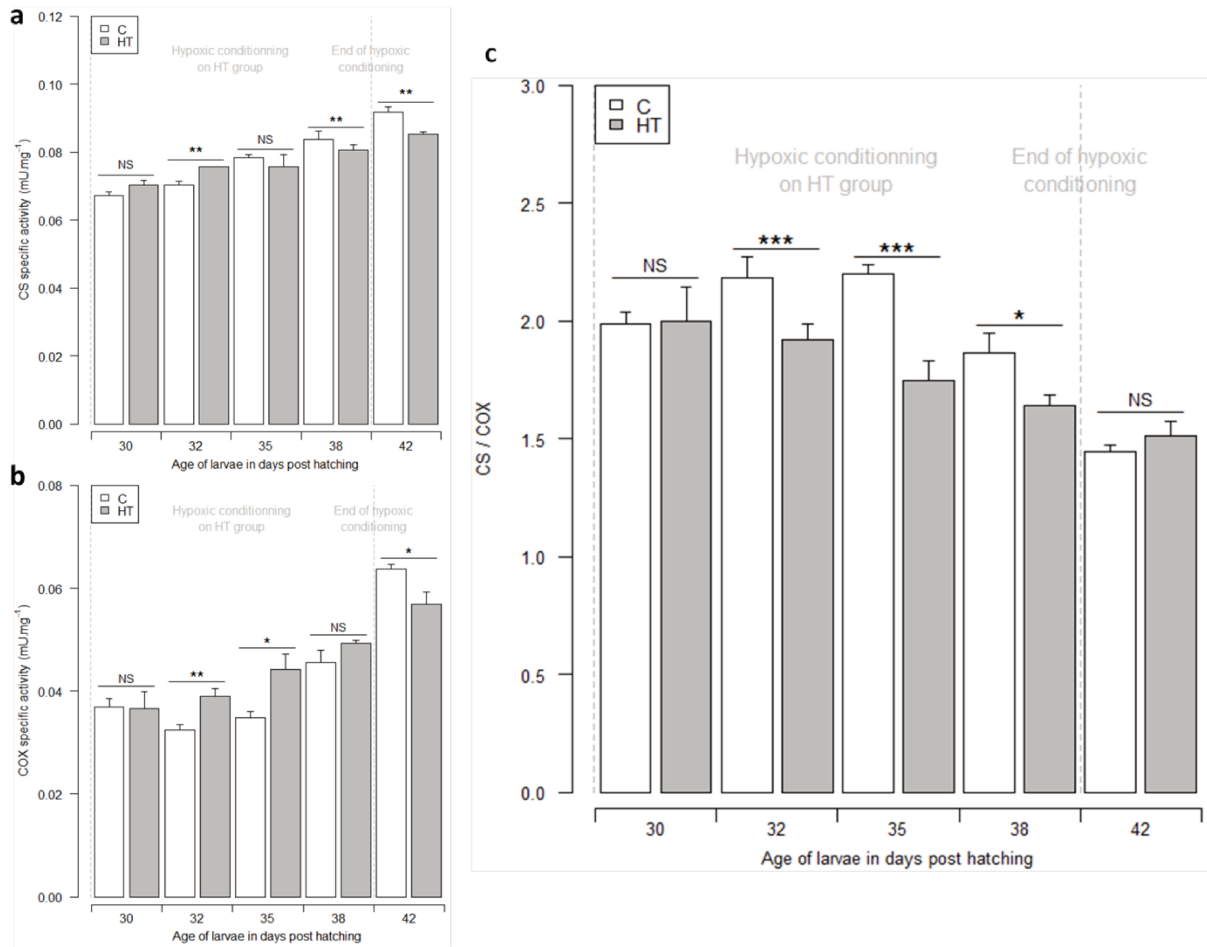 a
0.12
0.10
0.08
0.06
0.04
0.02
0.00
CS specific activity (mU.mg-1)
C
HT
Hypoxic conditionning
on HT group
End of hypoxic
conditioning
NS
**
NS
**
**
30 32 35 38 42
Age of larvae in days post hatching
b
0.08
0.06
0.04
0.02
0.00
COX specific activity (mU.mg-1)
C
HT
Hypoxic conditionning
on HT group
End of hypoxic
conditioning
NS
**
*
NS
*
30 32 35 38 42
Age of larvae in days post hatching
c
3.0
2.5
2.0
1.5
1.0
0.5
0.0
CS / COX
C
HT
Hypoxic conditionning
on HT group
End of hypoxic
conditioning
NS
***
***
*
NS
30 32 35 38 42
Age of larvae in days post hatching